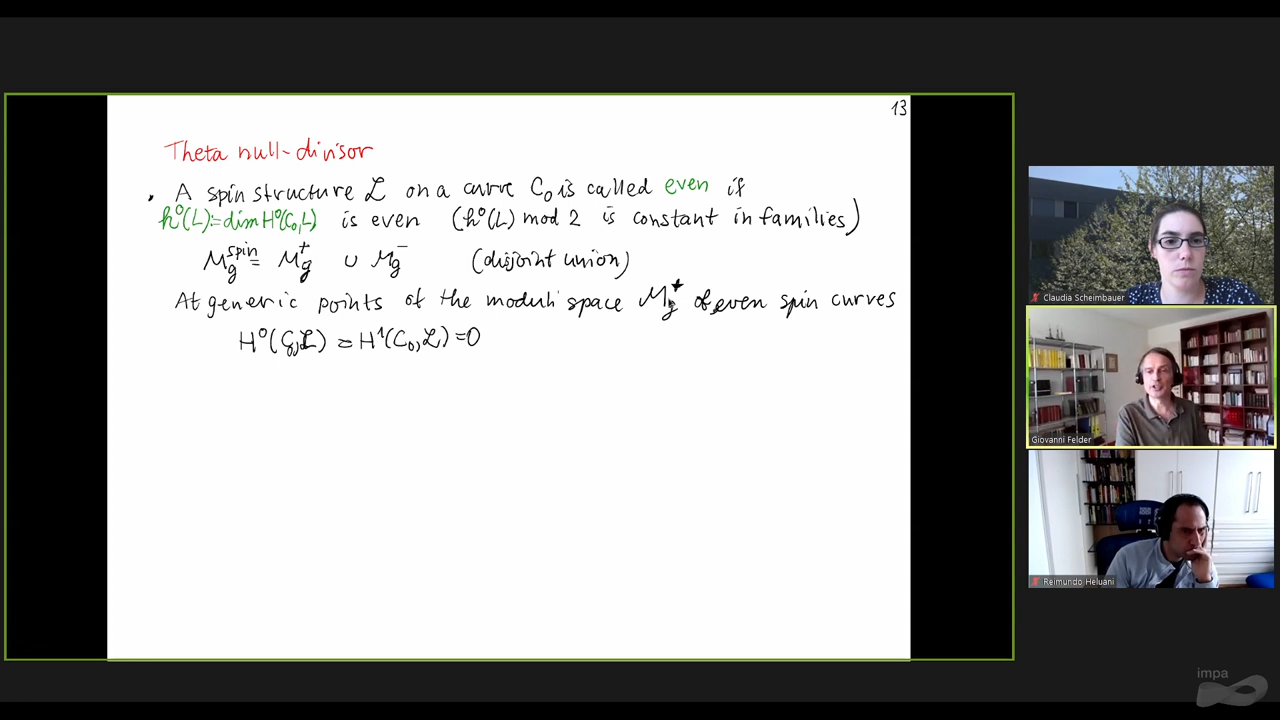 13
Theta null-divisor
• A spin structure L on a curve C₀ is called even if
h⁰(L):=dim H⁰(C₀,L) is even (h⁰(L) mod 2 is constant in families)
M_g^spin = M_g^+ ∪ M_g^- (disjoint union)
At generic points of the moduli space M_g^+ of even spin curves
H⁰(C₀,L) = H¹(C₀,L) = 0
Claudia Scheimbauer
Giovanni Felder
Reimundo Heluani
impa